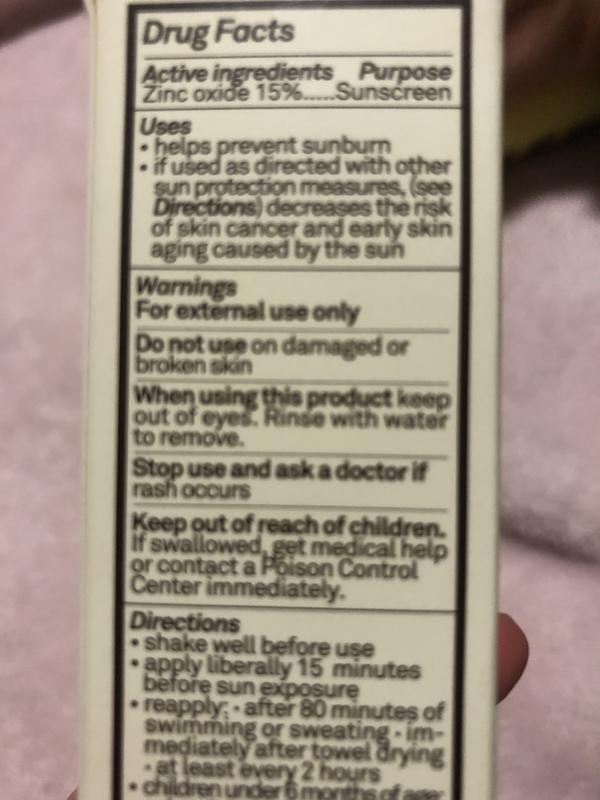 Drug Facts
Active ingredients Purpose
Zinc oxide 15%.....Sunscreen
Uses
• helps prevent sunburn
• if used as directed with other
sun protection measures, (see
Directions) decreases the risk
of skin cancer and early skin
aging caused by the sun
Warnings
For external use only
Do not use on damaged or
broken skin
When using this product keep
out of eyes. Rinse with water
to remove.
Stop use and ask a doctor if
rash occurs
Keep out of reach of children.
If swallowed, get medical help
or contact a Poison Control
Center immediately.
Directions
• shake well before use
• apply liberally 15 minutes
before sun exposure
• reapply: - after 80 minutes of
swimming or sweating - im-
mediately after towel drying
- at least every 2 hours
• children under 6 months of age: